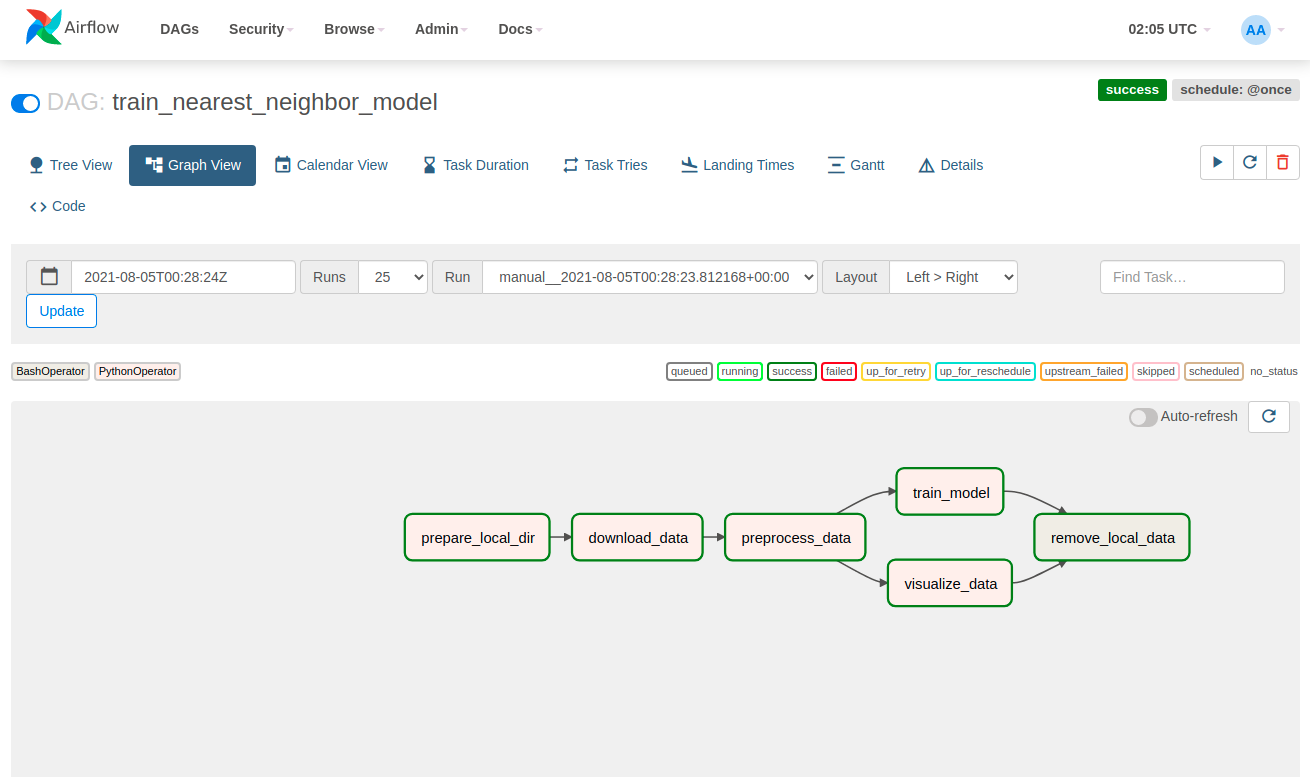 Airflow DAGs Security Browse Admin Docs 02:05 UTC AA
DAG: train_nearest_neighbor_model success schedule: @once
Tree View Graph View Calendar View Task Duration Task Tries Landing Times Gantt Details
Code
2021-08-05T00:28:24Z Runs 25 Run manual__2021-08-05T00:28:23.812168+00:00 Layout Left > Right Find Task…
Update
BashOperator PythonOperator queued running success failed up_for_retry up_for_reschedule upstream_failed skipped scheduled no_status
Auto-refresh
train_model
prepare_local_dir download_data preprocess_data remove_local_data
visualize_data